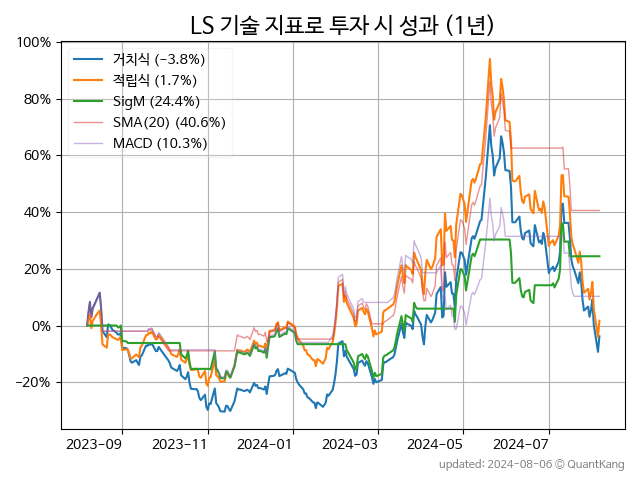 LS 기술 지표로 투자 시 성과 (1년)
거치식 (−3.8%)
적립식 (1.7%)
SigM (24.4%)
SMA(20) (40.6%)
MACD (10.3%)
100%
80%
60%
40%
20%
0%
−20%
2023-09 2023-11 2024-01 2024-03 2024-05 2024-07
updated: 2024-08-06 © QuantKang